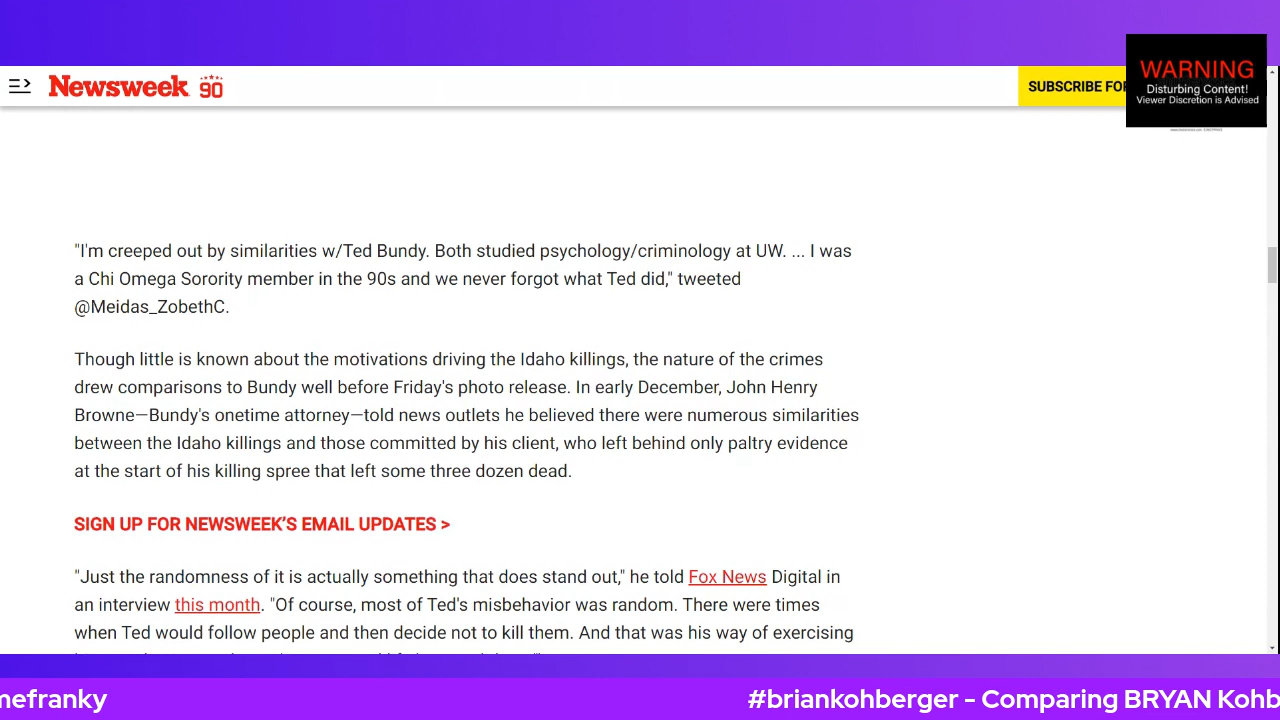 Newsweek 90
SUBSCRIBE FOR
WARNING
Disturbing Content!
Viewer Discretion is Advised
"I'm creeped out by similarities w/Ted Bundy. Both studied psychology/criminology at UW. ... I was
a Chi Omega Sorority member in the 90s and we never forgot what Ted did," tweeted
@Meidas_ZobethC.
Though little is known about the motivations driving the Idaho killings, the nature of the crimes
drew comparisons to Bundy well before Friday's photo release. In early December, John Henry
Browne—Bundy's onetime attorney—told news outlets he believed there were numerous similarities
between the Idaho killings and those committed by his client, who left behind only paltry evidence
at the start of his killing spree that left some three dozen dead.
SIGN UP FOR NEWSWEEK'S EMAIL UPDATES >
"Just the randomness of it is actually something that does stand out," he told Fox News Digital in
an interview this month. "Of course, most of Ted's misbehavior was random. There were times
when Ted would follow people and then decide not to kill them. And that was his way of exercising
mefranky
#briankohberger - Comparing BRYAN Kohb